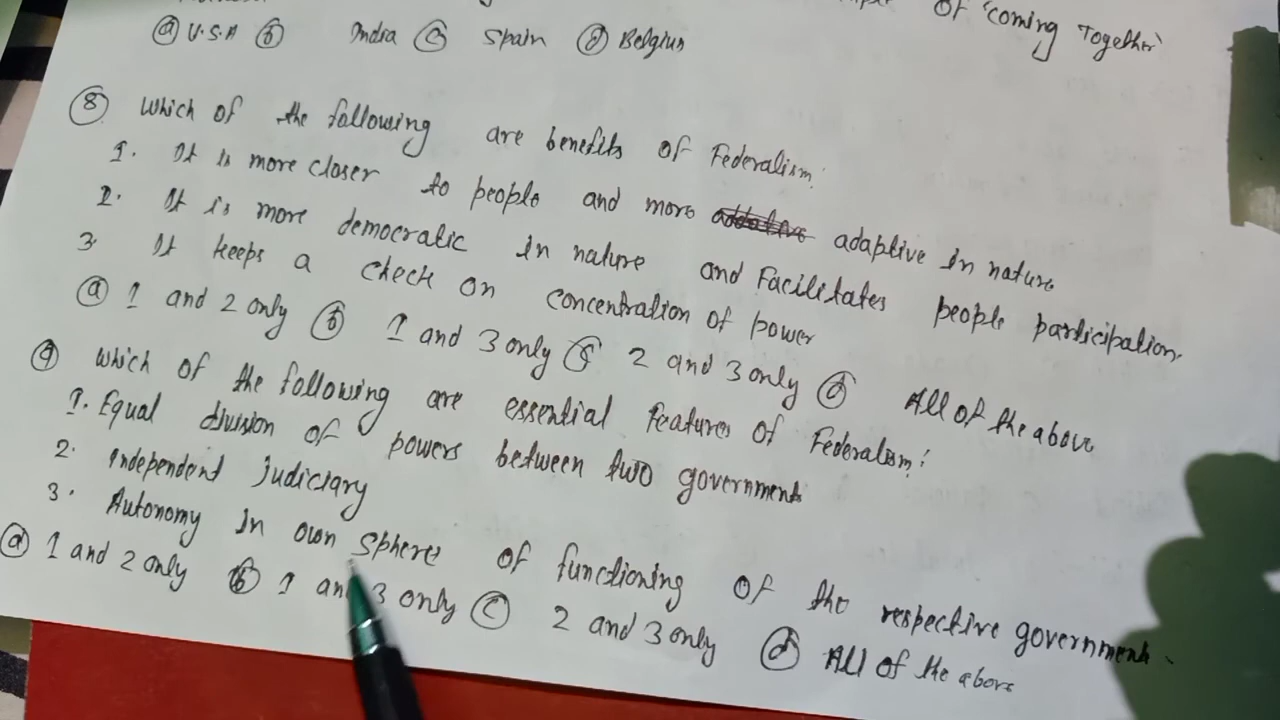 of 'coming Together'
ⓐ U.S.A ⓑ India ⓒ Spain ⓓ Belgium
⑧ Which of the following are benefits of Federalism:
1. It is more closer to people and more adaptive in nature
2. It is more democratic in nature and Facilitates people participation.
3. It keeps a check on concentration of power
ⓐ 1 and 2 only ⓑ 1 and 3 only ⓒ 2 and 3 only ⓓ All of the above
⑨ Which of the following are essential Features of Federalism:
1. Equal division of powers between two governments
2. Independent judiciary
3. Autonomy in own spheres of functioning of the respective governments.
ⓐ 1 and 2 only ⓑ 1 and 3 only ⓒ 2 and 3 only ⓓ All of the above